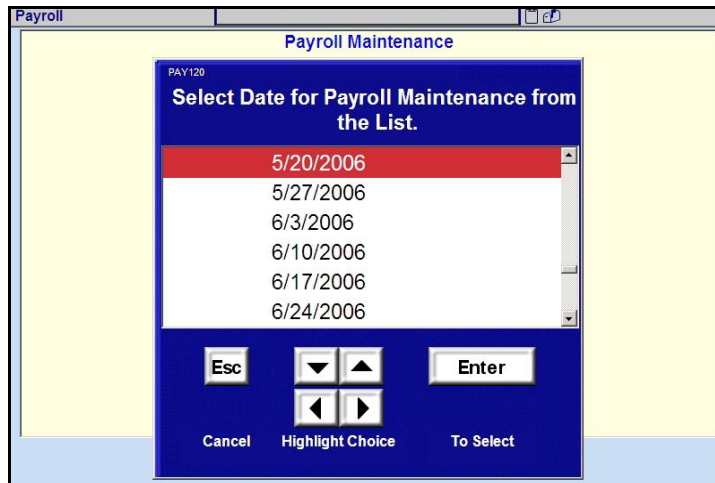 Payroll
Payroll Maintenance
PAY120
Select Date for Payroll Maintenance from
the List.
5/20/2006
5/27/2006
6/3/2006
6/10/2006
6/17/2006
6/24/2006
Esc
Enter
Cancel
Highlight Choice
To Select